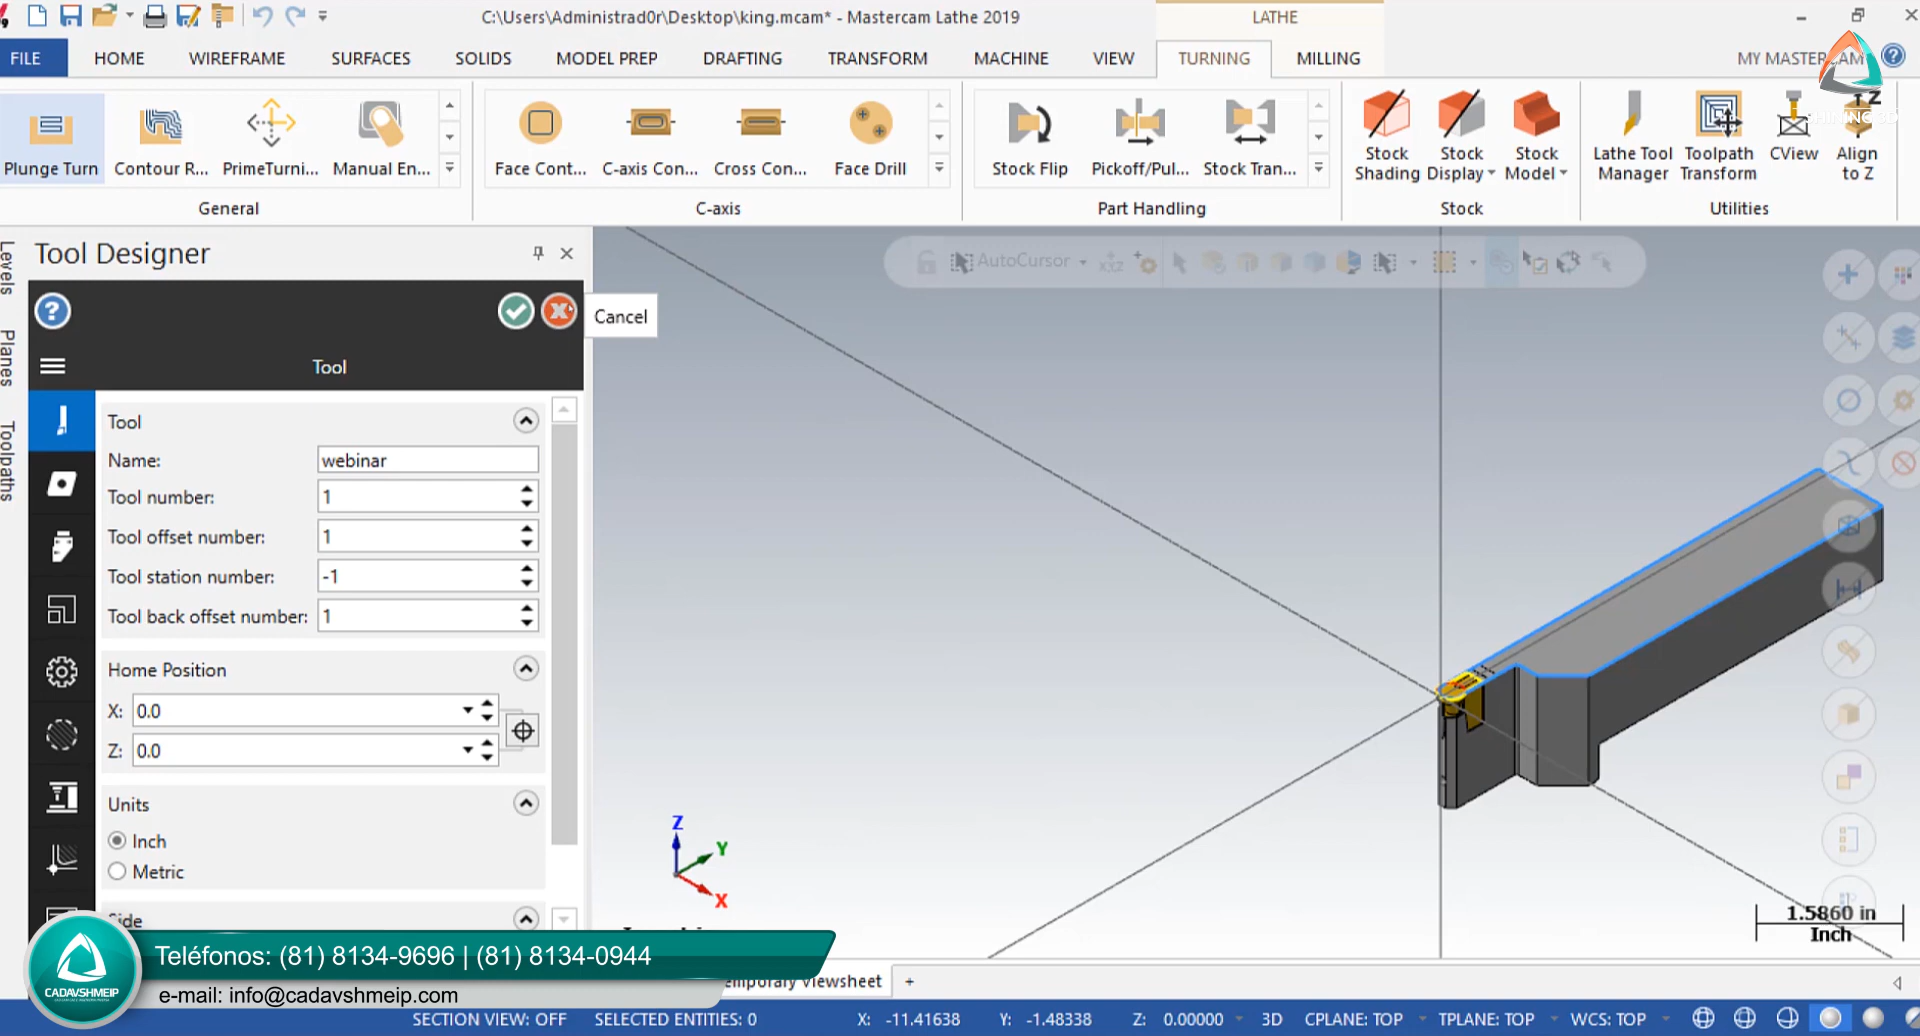 C:\Users\Administrad0r\Desktop\king.mcam* - Mastercam Lathe 2019
LATHE
FILE HOME WIREFRAME SURFACES SOLIDS MODEL PREP DRAFTING TRANSFORM MACHINE VIEW TURNING MILLING MY MASTERCAM
Plunge Turn Contour R... PrimeTurni... Manual En... Face Cont... C-axis Con... Cross Con... Face Drill Stock Flip Pickoff/Pul... Stock Tran...
Stock Shading
Stock Display
Stock Model
Lathe Tool Manager
Toolpath Transform
CView
Align to Z
General C-axis Part Handling Stock Utilities
Levels
Planes
Toolpaths
Tool Designer
AutoCursor
Cancel
Tool
Tool
Name: webinar
Tool number: 1
Tool offset number: 1
Tool station number: -1
Tool back offset number: 1
Home Position
X: 0.0
Z: 0.0
Units
Inch
Metric
Side
Z
Y
X
1.5860 in
Inch
Teléfonos: (81) 8134-9696 | (81) 8134-0944
e-mail: info@cadavshmeip.com
CADAVSHMEIP
Viewsheet +
SECTION VIEW: OFF SELECTED ENTITIES: 0 X: -11.41638 Y: -1.48338 Z: 0.00000 3D CPLANE: TOP TPLANE: TOP WCS: TOP